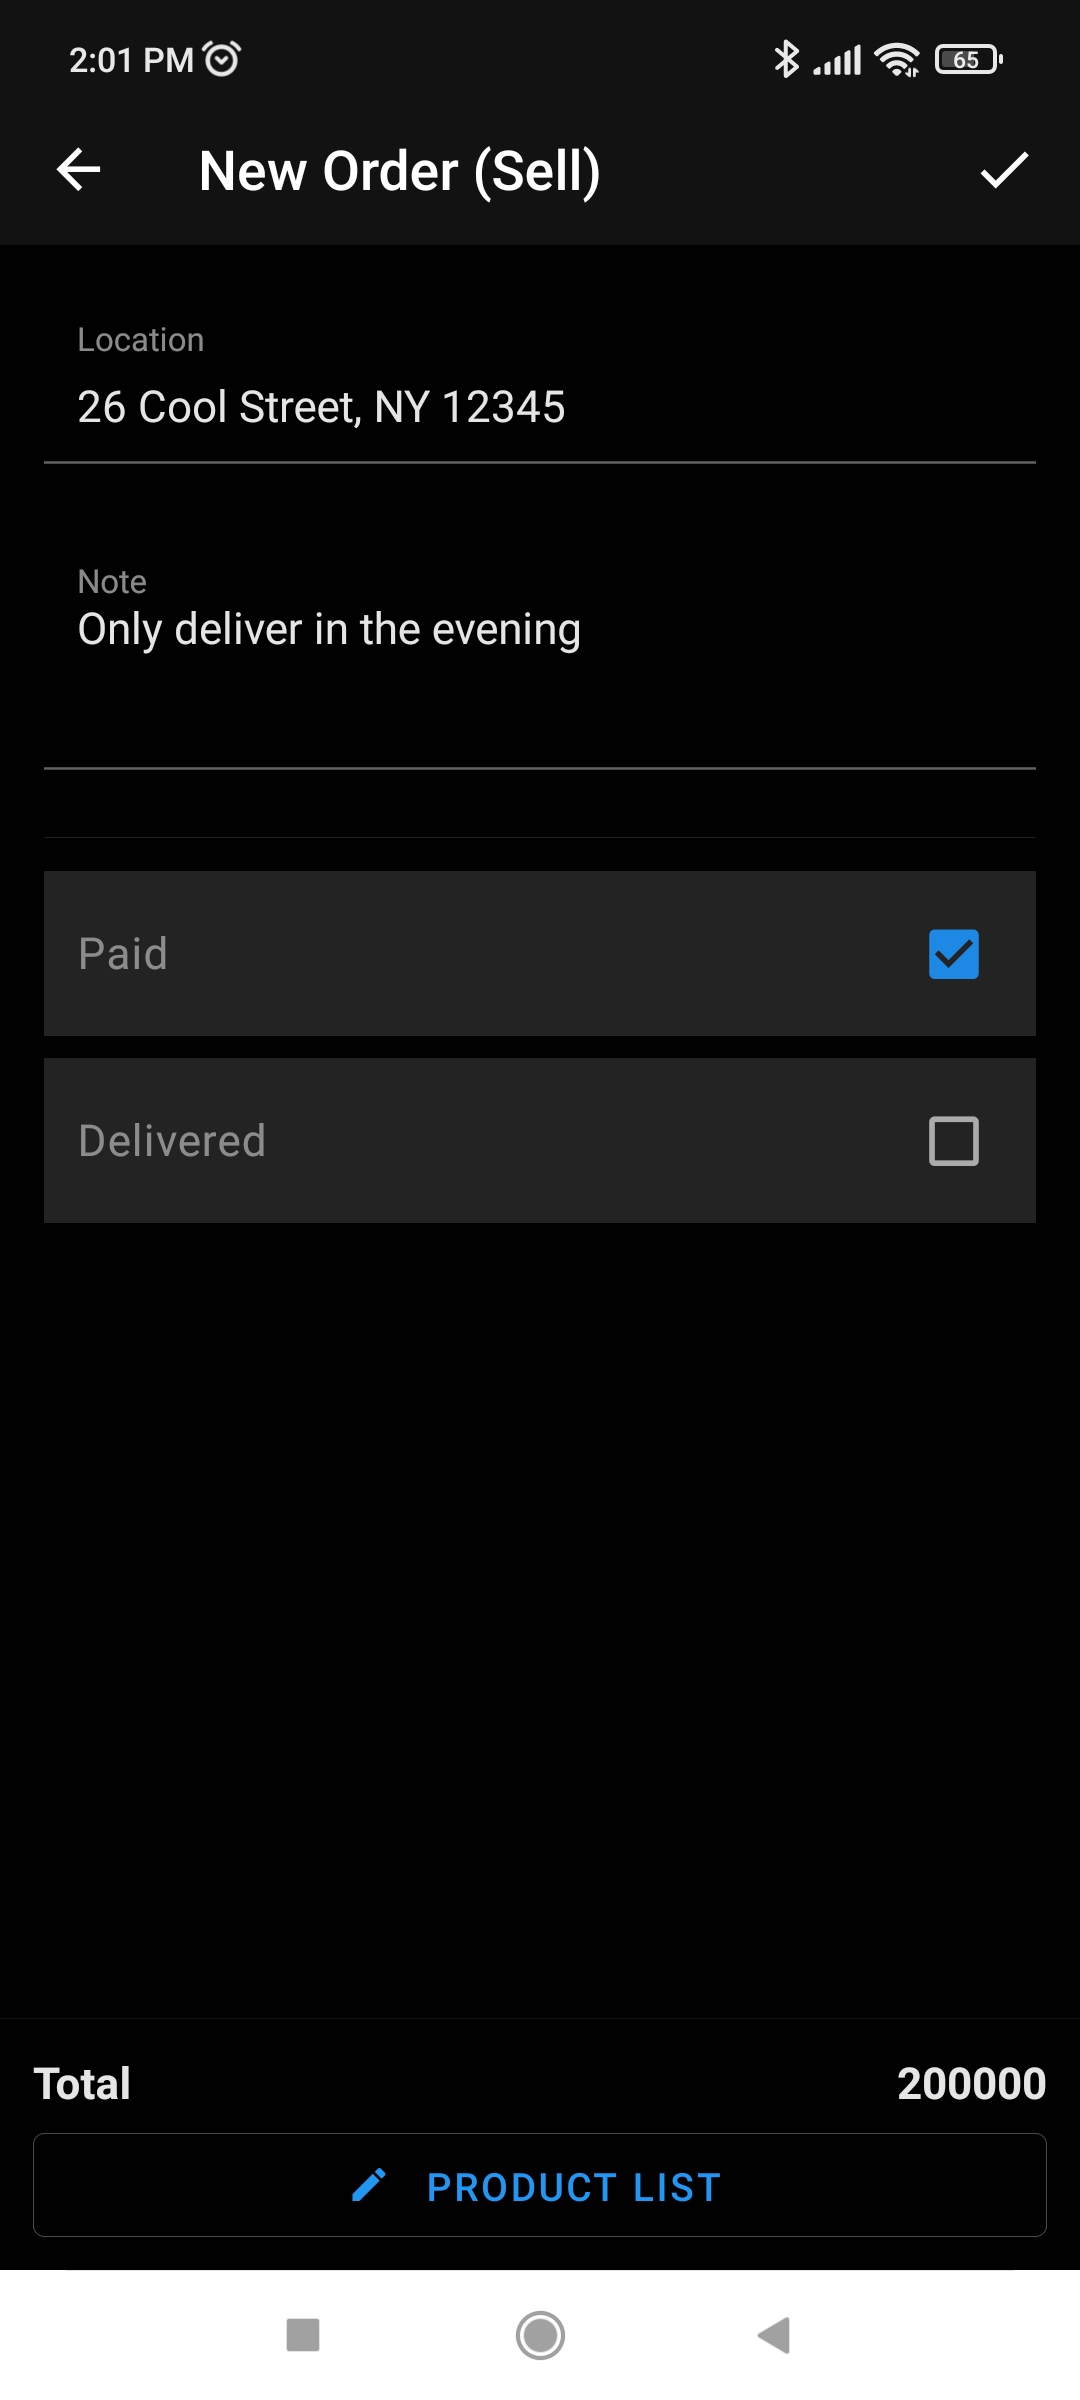 2:01 PM
65
New Order (Sell)
Location
26 Cool Street, NY 12345
Note
Only deliver in the evening
Paid
Delivered
Total 200000
PRODUCT LIST